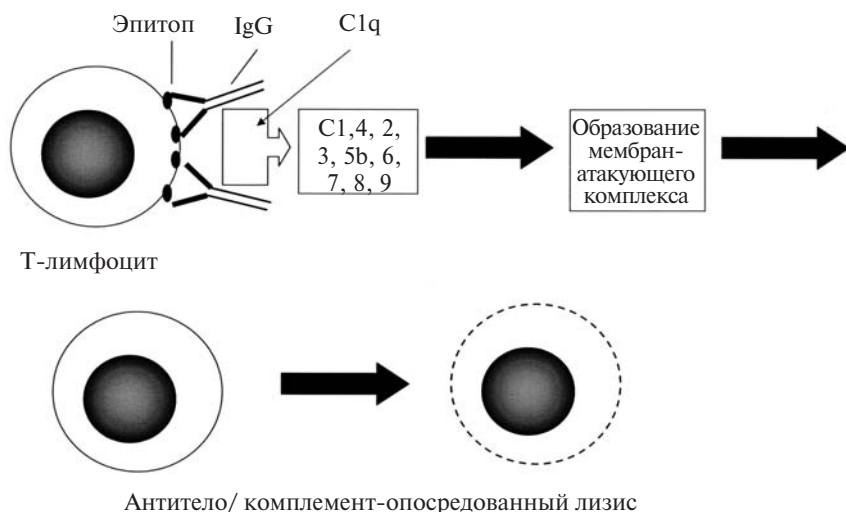 Эпитоп
IgG
C1q
C1,4, 2,
3, 5b, 6,
7, 8, 9
Образование
мембран-
атакующего
комплекса
Т-лимфоцит
Антитело/ комплемент-опосредованный лизис